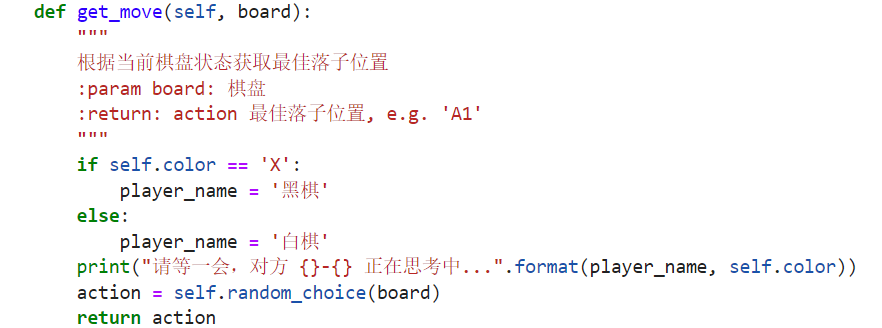 def get_move(self, board):
"""
根据当前棋盘状态获取最佳落子位置
:param board: 棋盘
:return: action 最佳落子位置, e.g. 'A1'
"""
if self.color == 'X':
player_name = '黑棋'
else:
player_name = '白棋'
print("请等一会，对方 {}-{} 正在思考中...".format(player_name, self.color))
action = self.random_choice(board)
return action